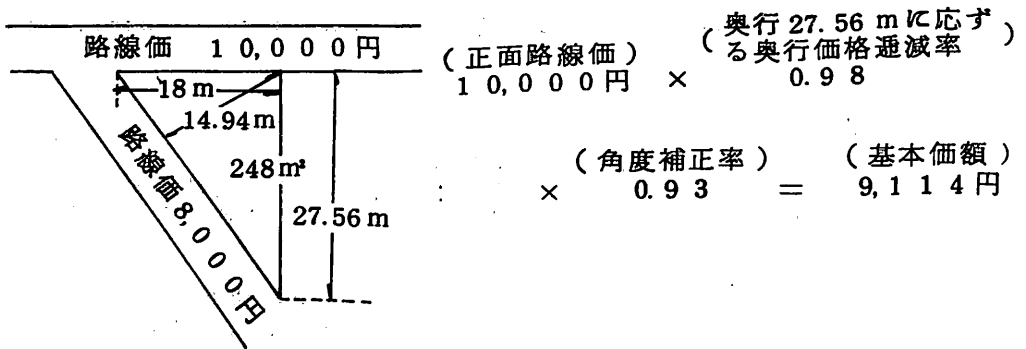 路線価 10,000円
18m
14.94m
248㎡
27.56m
路線価8,000円
(正面路線価)
10,000円
×
(奥行27.56mに応ず
る奥行価格逓減率)
0.98
×
(角度補正率)
0.93
=
(基本価額)
9,114円